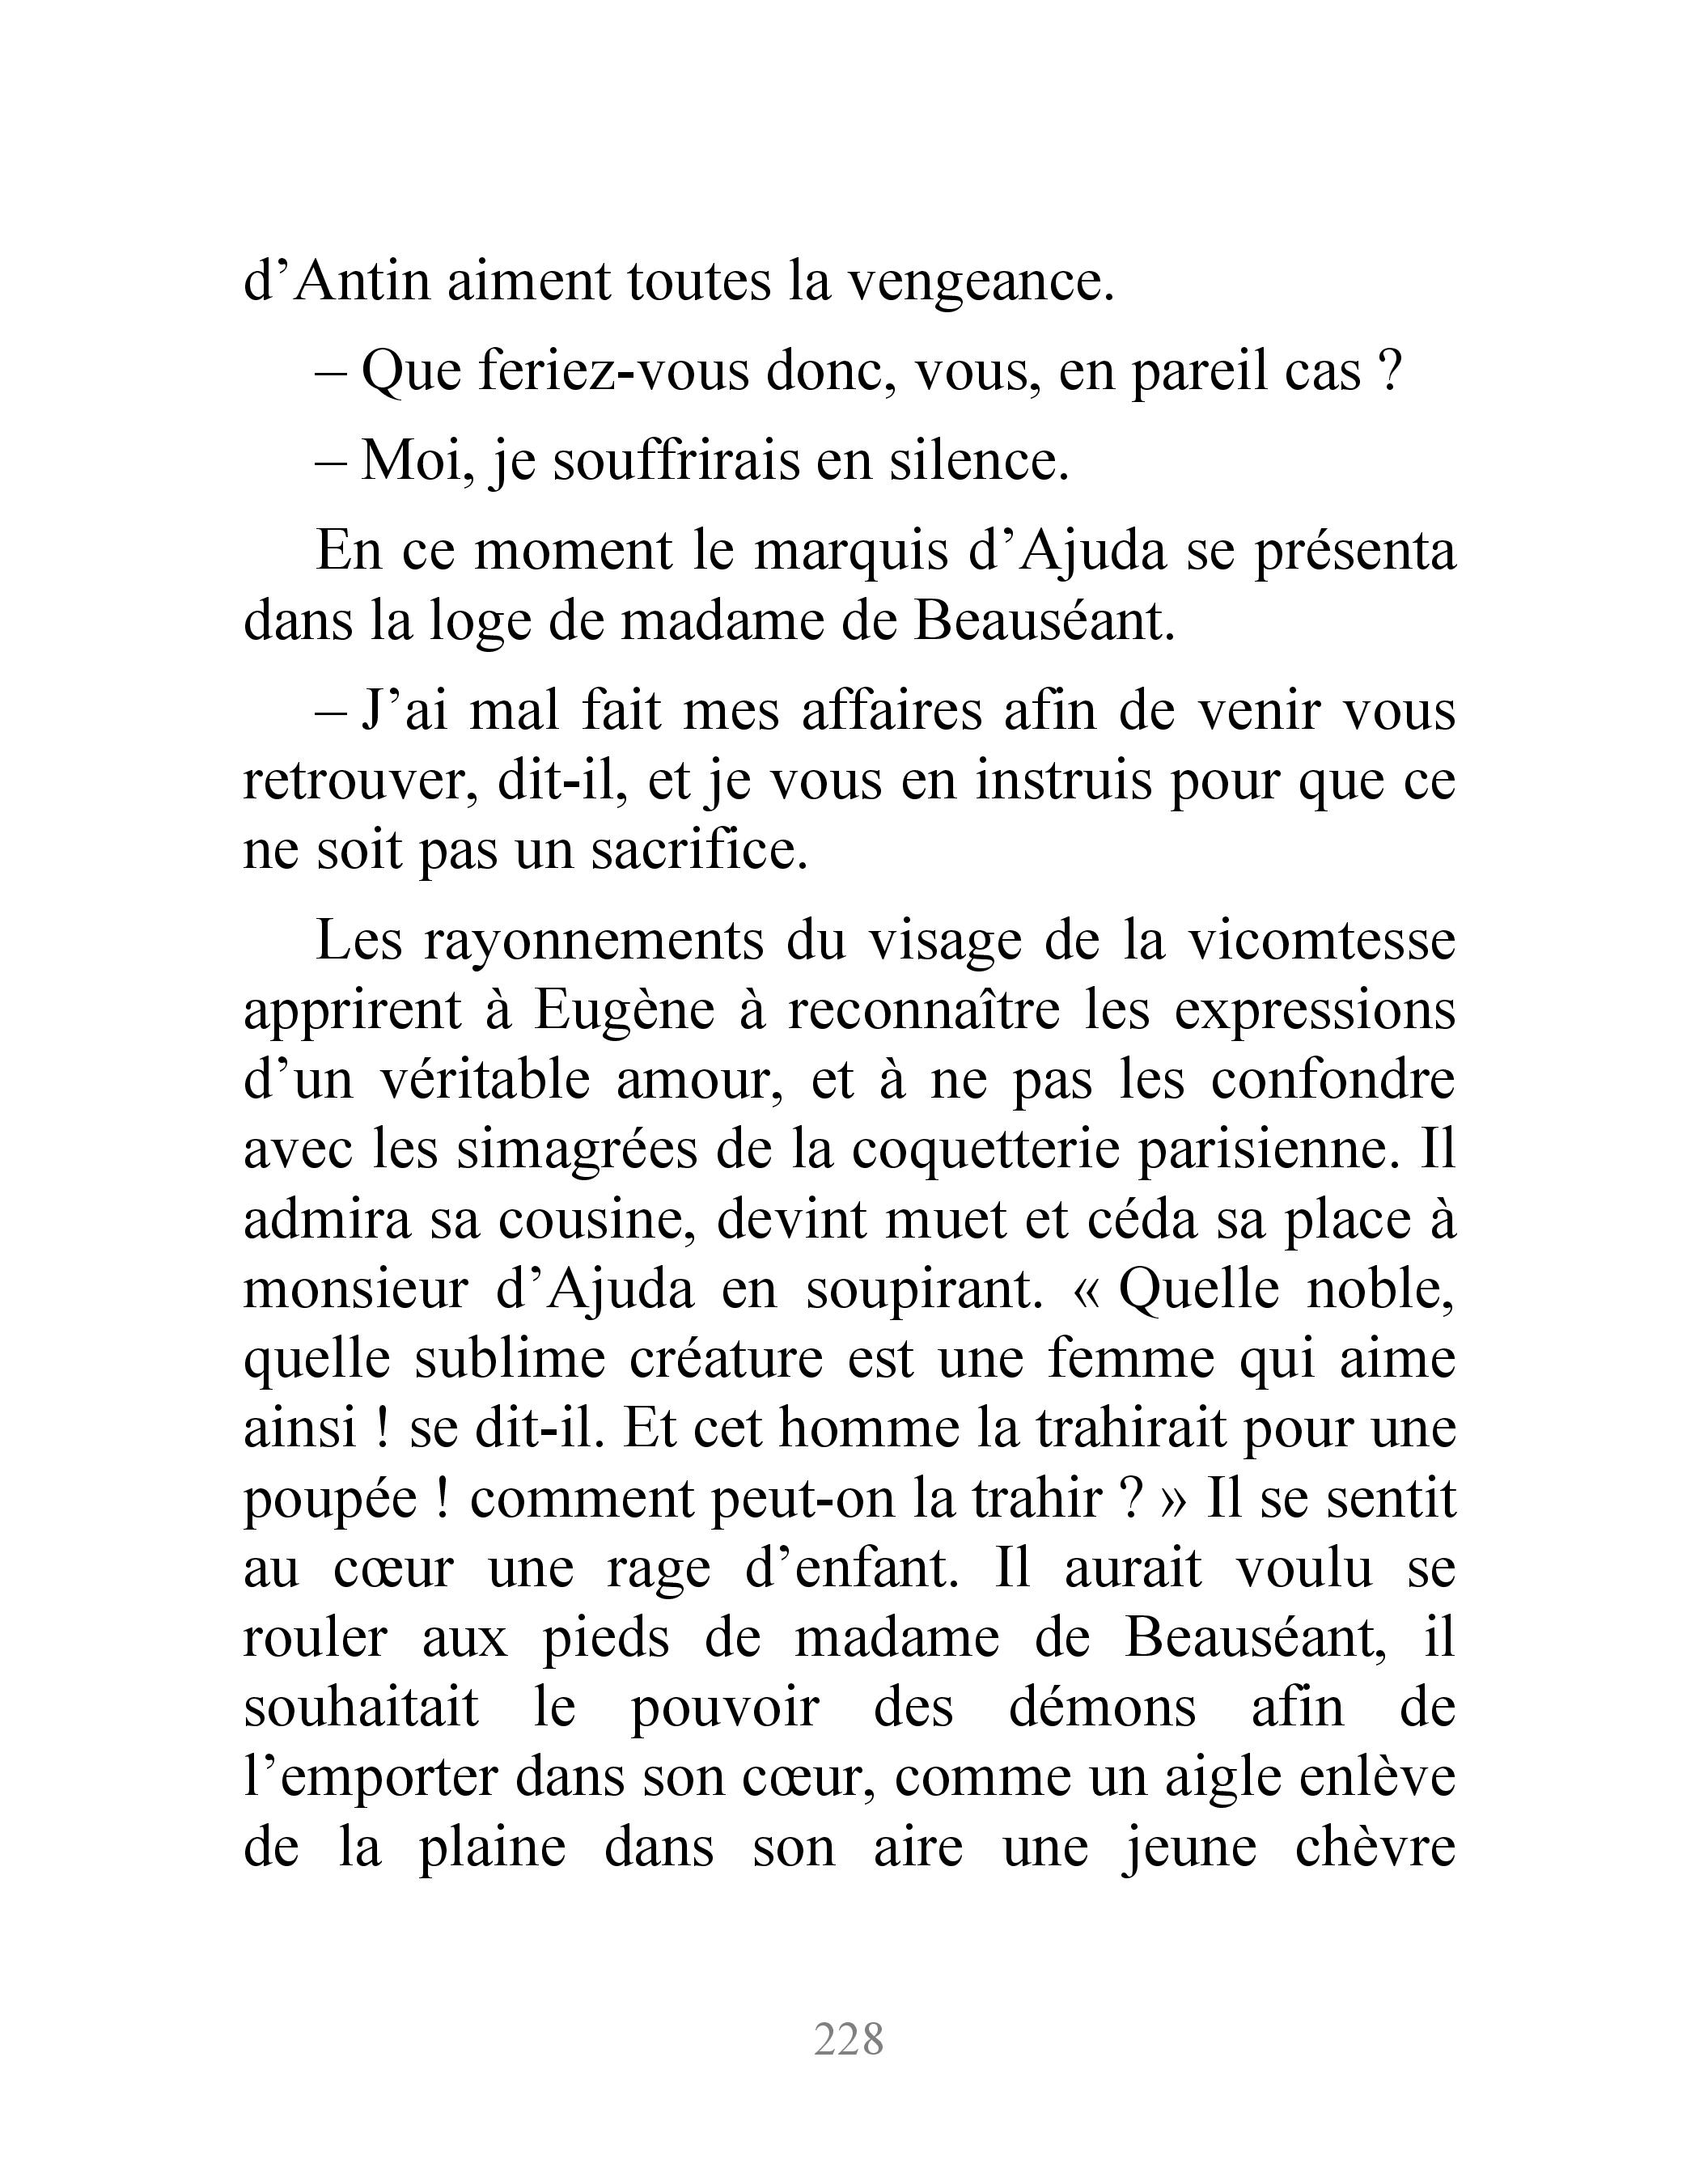 d’Antin aiment toutes la vengeance.
– Que feriez-vous donc, vous, en pareil cas ?
– Moi, je souffrirais en silence.
En ce moment le marquis d’Ajuda se présenta
dans la loge de madame de Beauséant.
– J’ai mal fait mes affaires afin de venir vous
retrouver, dit-il, et je vous en instruis pour que ce
ne soit pas un sacrifice.
Les rayonnements du visage de la vicomtesse
apprirent à Eugène à reconnaître les expressions
d’un véritable amour, et à ne pas les confondre
avec les simagrées de la coquetterie parisienne. Il
admira sa cousine, devint muet et céda sa place à
monsieur d’Ajuda en soupirant. « Quelle noble,
quelle sublime créature est une femme qui aime
ainsi ! se dit-il. Et cet homme la trahirait pour une
poupée ! comment peut-on la trahir ? » Il se sentit
au cœur une rage d’enfant. Il aurait voulu se
rouler aux pieds de madame de Beauséant, il
souhaitait le pouvoir des démons afin de
l’emporter dans son cœur, comme un aigle enlève
de la plaine dans son aire une jeune chèvre
228